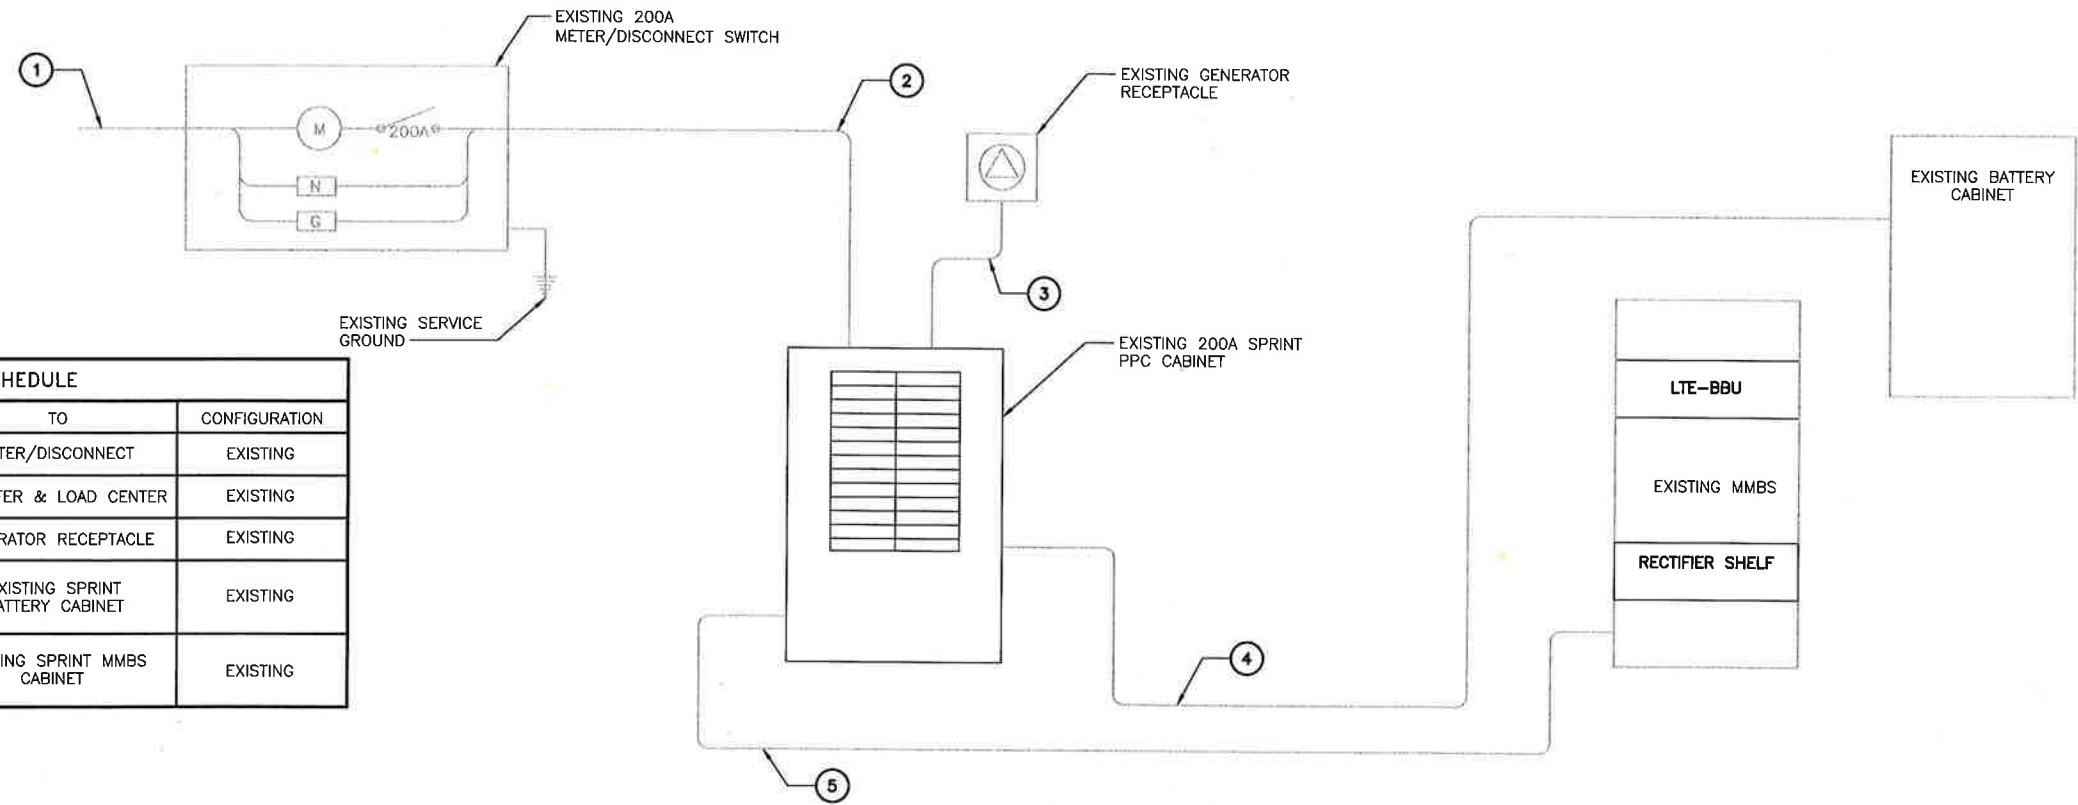 EXISTING 200A
METER/DISCONNECT SWITCH
1
2
EXISTING GENERATOR
RECEPTACLE
M
200A
N
G
EXISTING BATTERY
CABINET
3
EXISTING SERVICE
GROUND
EXISTING 200A SPRINT
PPC CABINET
LTE-BBU
EXISTING MMBS
RECTIFIER SHELF
4
5
HEDULE
TO CONFIGURATION
TER/DISCONNECT EXISTING
FER & LOAD CENTER EXISTING
RATOR RECEPTACLE EXISTING
XISTING SPRINT
ATTERY CABINET EXISTING
ING SPRINT MMBS
CABINET EXISTING